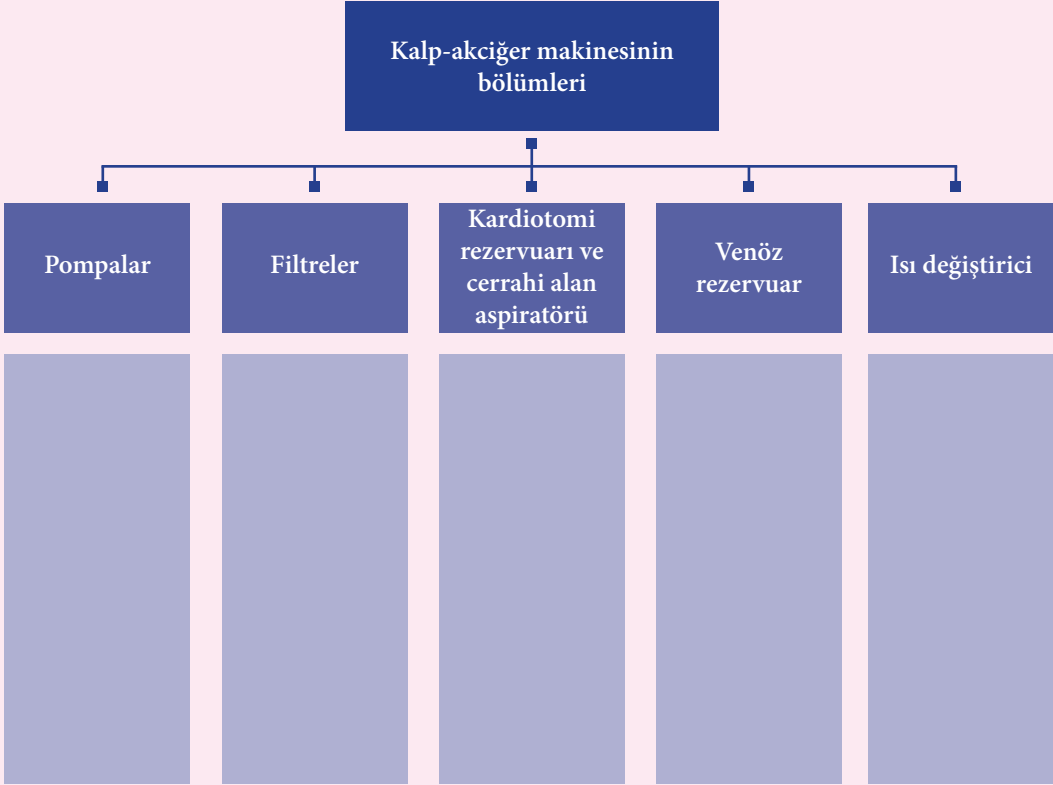 Kalp-akciğer makinesinin
bölümleri
Pompalar
Filtreler
Kardiotomi
rezervuarı ve
cerrahi alan
aspiratörü
Venöz
rezervuar
Isı değiştirici